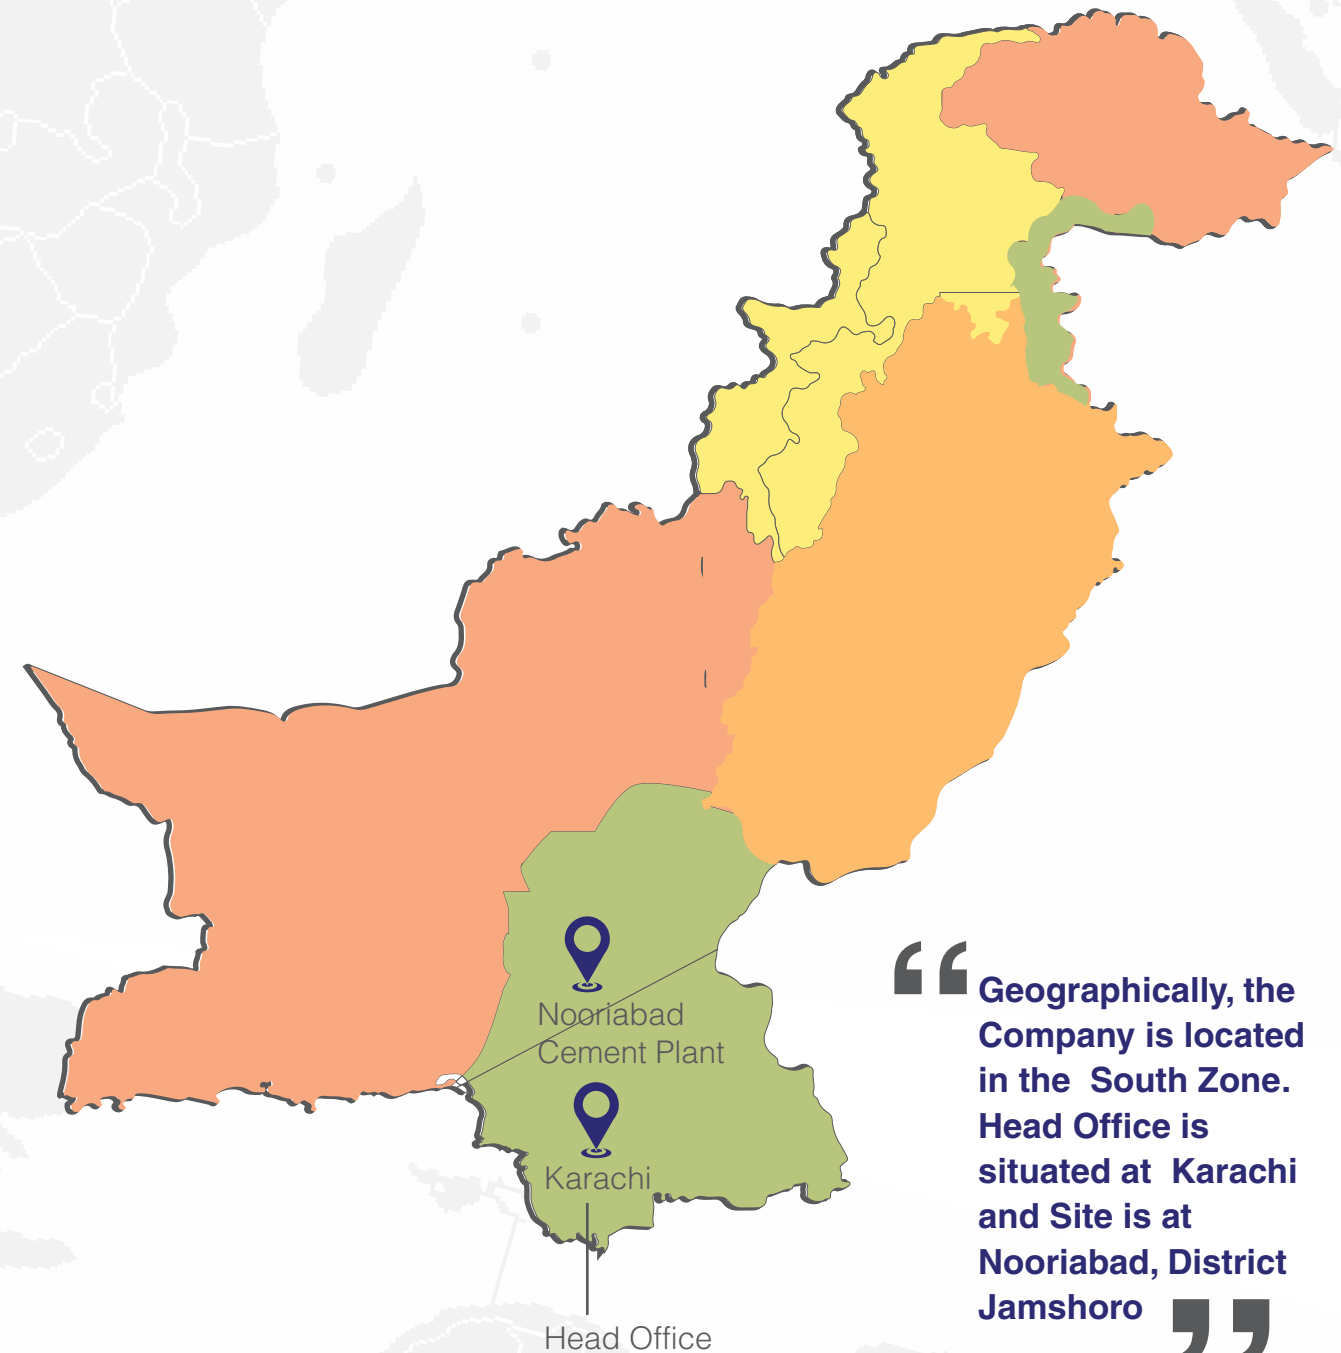 Nooriabad
Cement Plant
Karachi
Head Office
“ Geographically, the
Company is located
in the South Zone.
Head Office is
situated at Karachi
and Site is at
Nooriabad, District
Jamshoro ”